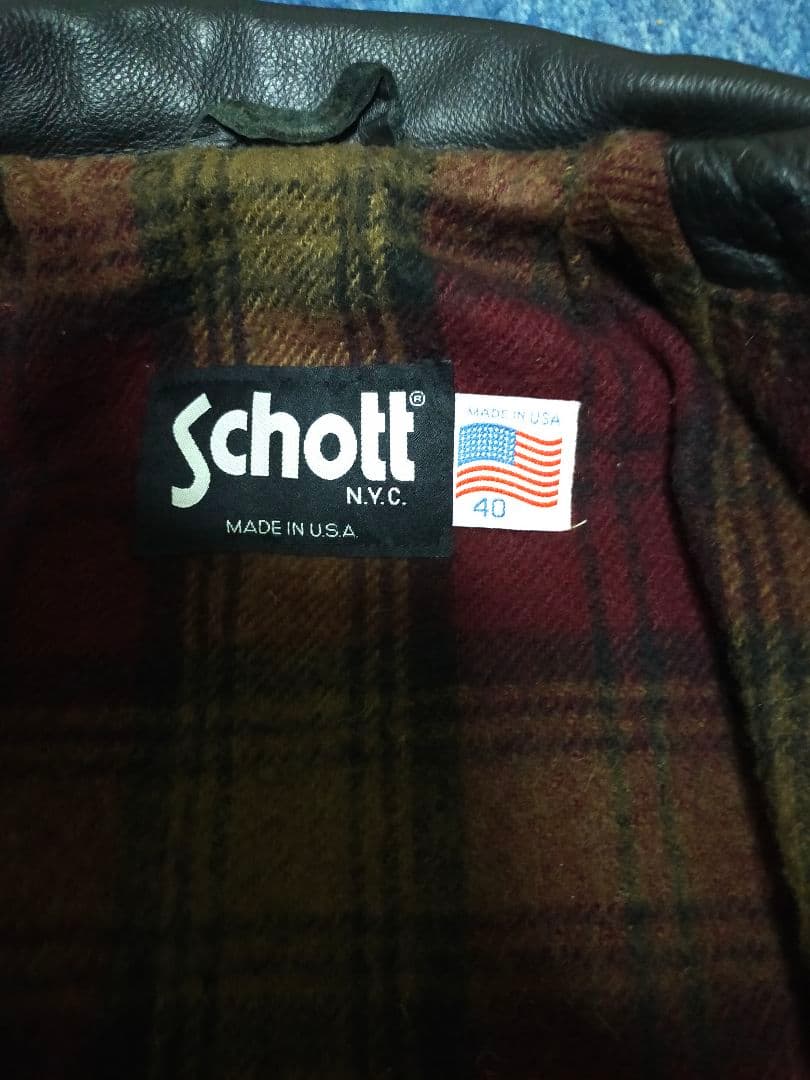 Schott®
N.Y.C.
MADE IN U.S.A.
MADE IN USA
40